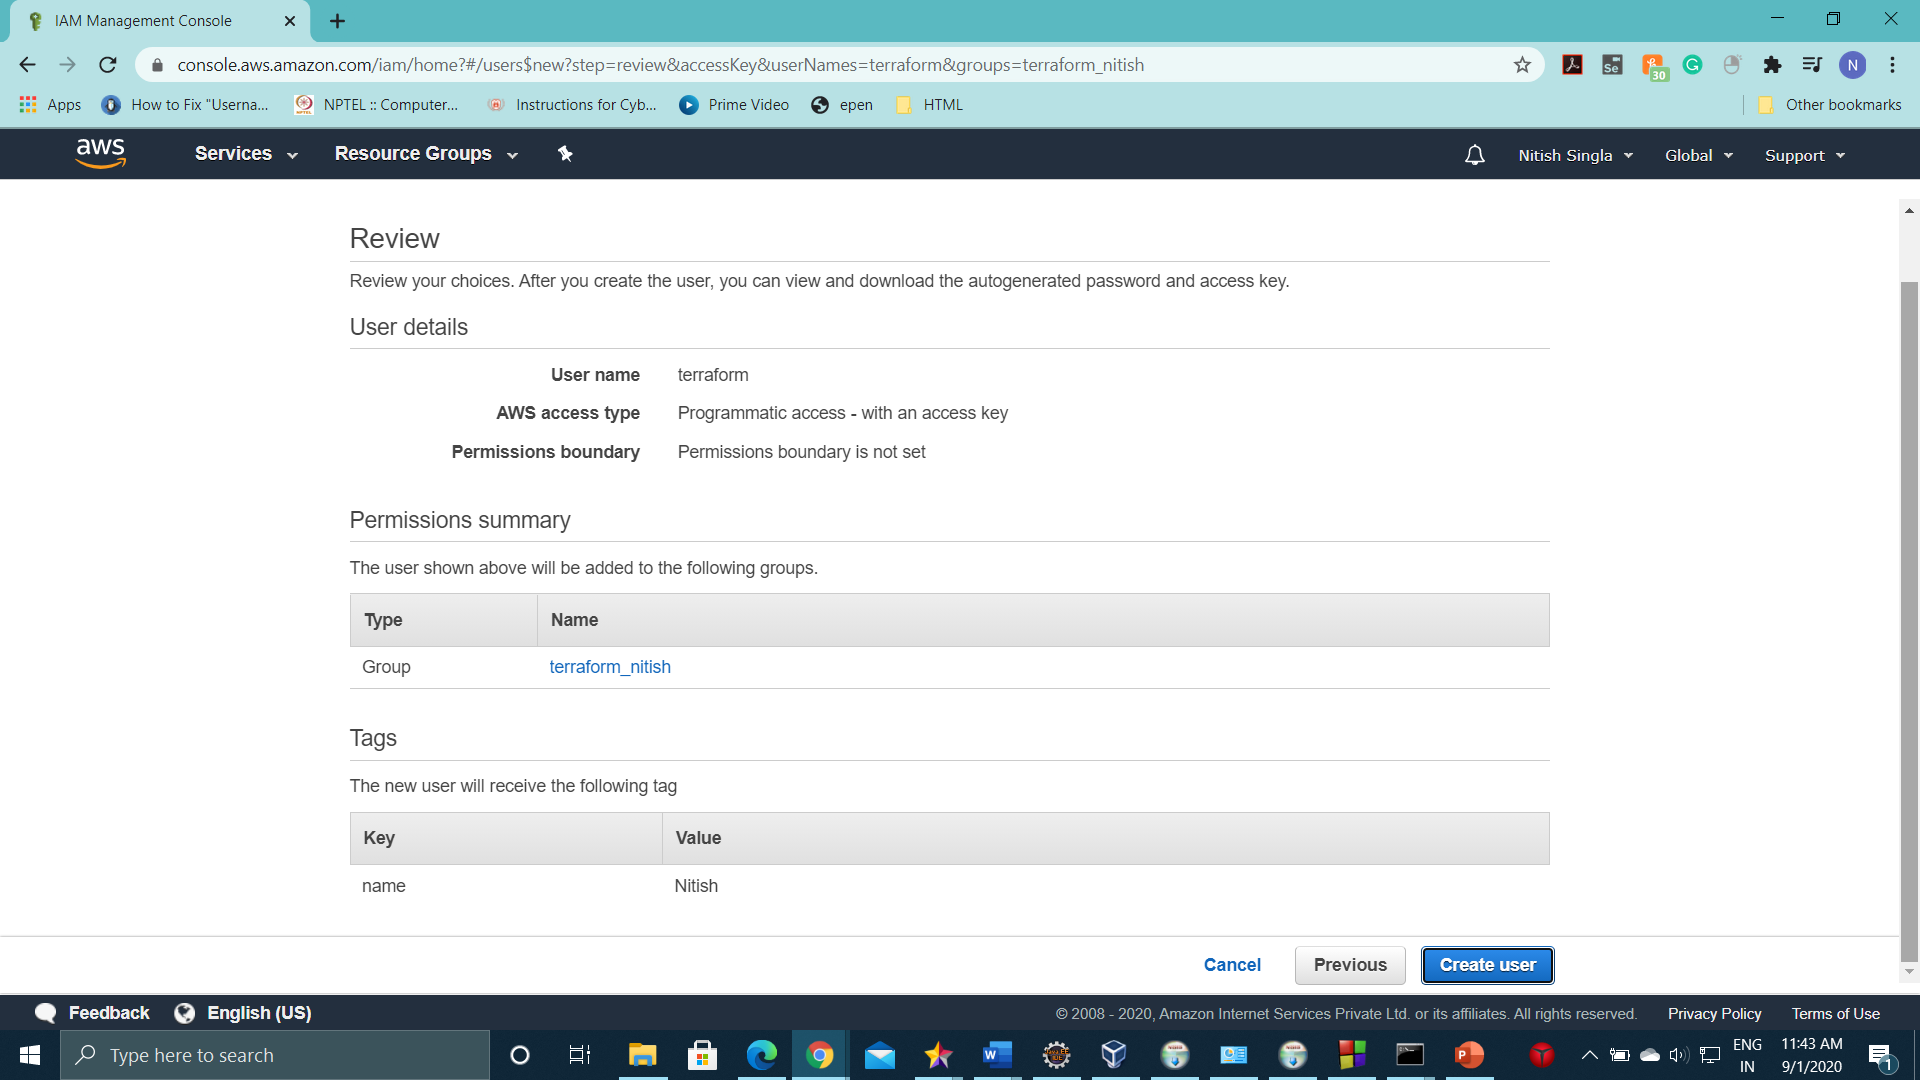 IAM Management Console
console.aws.amazon.com/iam/home?#/users$new?step=review&accessKey&userNames=terraform&groups=terraform_nitish
Se
30
N
Apps
How to Fix "Userna...
NPTEL :: Computer...
Instructions for Cyb...
Prime Video
epen
HTML
Other bookmarks
aws
Services
Resource Groups
Nitish Singla
Global
Support
Review
Review your choices. After you create the user, you can view and download the autogenerated password and access key.
User details
User name terraform
AWS access type Programmatic access - with an access key
Permissions boundary Permissions boundary is not set
Permissions summary
The user shown above will be added to the following groups.
Type Name
Group terraform_nitish
Tags
The new user will receive the following tag
Key Value
name Nitish
Cancel Previous Create user
Feedback English (US)
© 2008 - 2020, Amazon Internet Services Private Ltd. or its affiliates. All rights reserved. Privacy Policy Terms of Use
Type here to search
ENG
IN
11:43 AM
9/1/2020
1